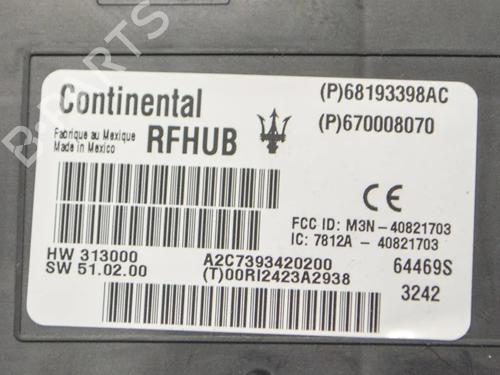 Continental
(P)68193398AC
Fabrique au Mexique
Made in Mexico
RFHUB
(P)670008070
CE
FCC ID: M3N-40821703
IC: 7812A-40821703
HW 313000
SW 51.02.00
A2C7393420200
(T)00RI2423A2938
64469S
3242
B-Parts